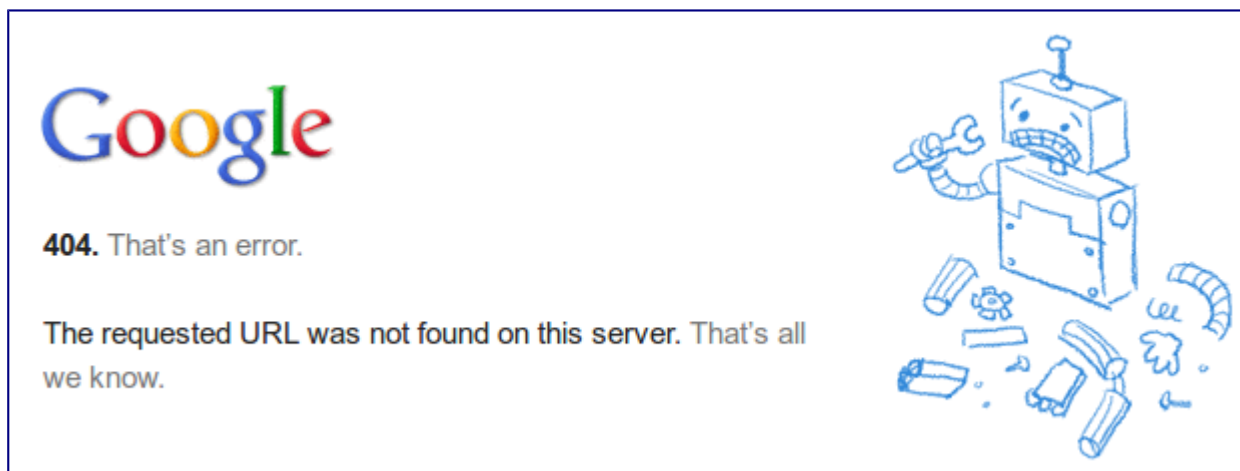 Google
404. That's an error.
The requested URL was not found on this server. That's all
we know.